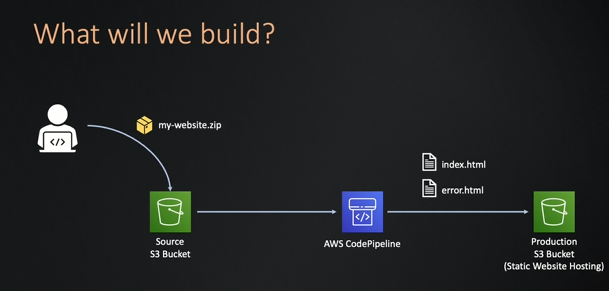 What will we build?
my-website.zip
index.html
error.html
Source
S3 Bucket
AWS CodePipeline
Production
S3 Bucket
(Static Website Hosting)